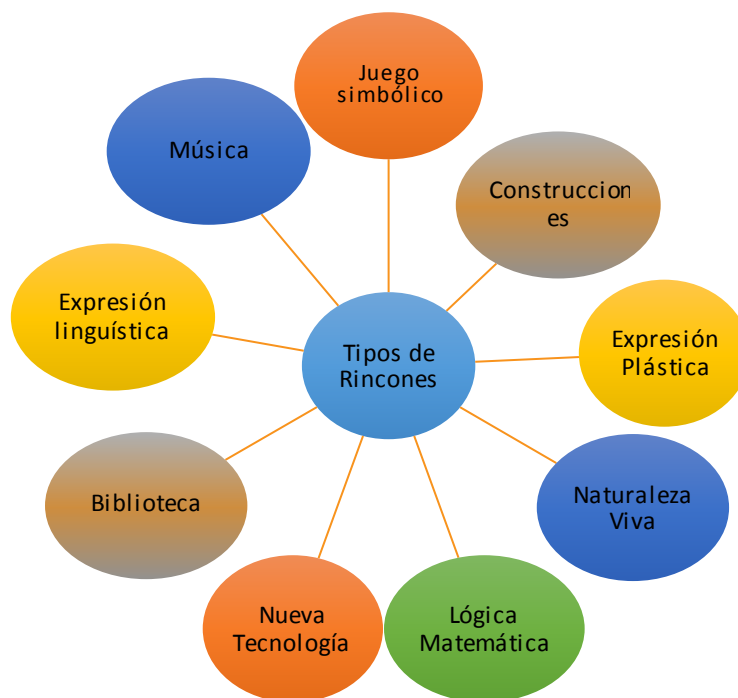 Juego
simbólico
Construccion
es
Expresión
Plástica
Naturaleza
Viva
Lógica
Matemática
Nueva
Tecnología
Biblioteca
Expresión
linguística
Música
Tipos de
Rincones